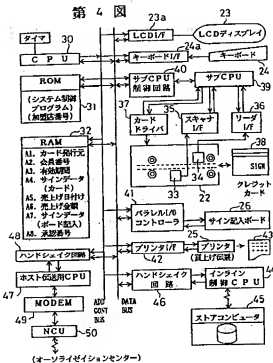 第4図
タイマ
30
CPU
ROM
(システム制御
プログラム)
(加盟店番号)
31
32
RAM
A1. カード発行元
A2. 会員番号
A3. 有効期間
A4. サインデータ
(カード)
A5. 売上日付け
A6. 売上金額
A7. サインデータ
(ボード記入)
A8. 承認番号
48
ハンドシェイク回路
ホスト伝送用CPU
47
MODEM
49
NCU
50
(オーソライゼイションセンター)
ADD
CONT
BUS
DATA
BUS
23a
LCDI/F
23
LCDディスプレイ
24a
キーボードI/F
キーボード
24
40
サブCPU
制御回路
サブCPU
39
37
35
36
カード
ドライバ
スキャナ
I/F
リーダ
I/F
38
SIGN
クレジット
カード
33
34
22
41
パラレルI/O
コントローラ
26
サイン記入ボード
プリンタI/F
42
25
プリンタ
(売上げ伝票)
43
ハンドシェイク
回路
46
インライン
制御CPU
45
ストアコンピュータ